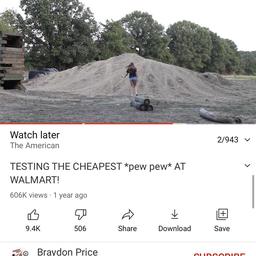 Watch later
The American
2/943
TESTING THE CHEAPEST *pew pew* AT
WALMART!
606K views · 1 year ago
9.4K
506
Share
Download
Save
Braydon Price
SUBSCRIBE